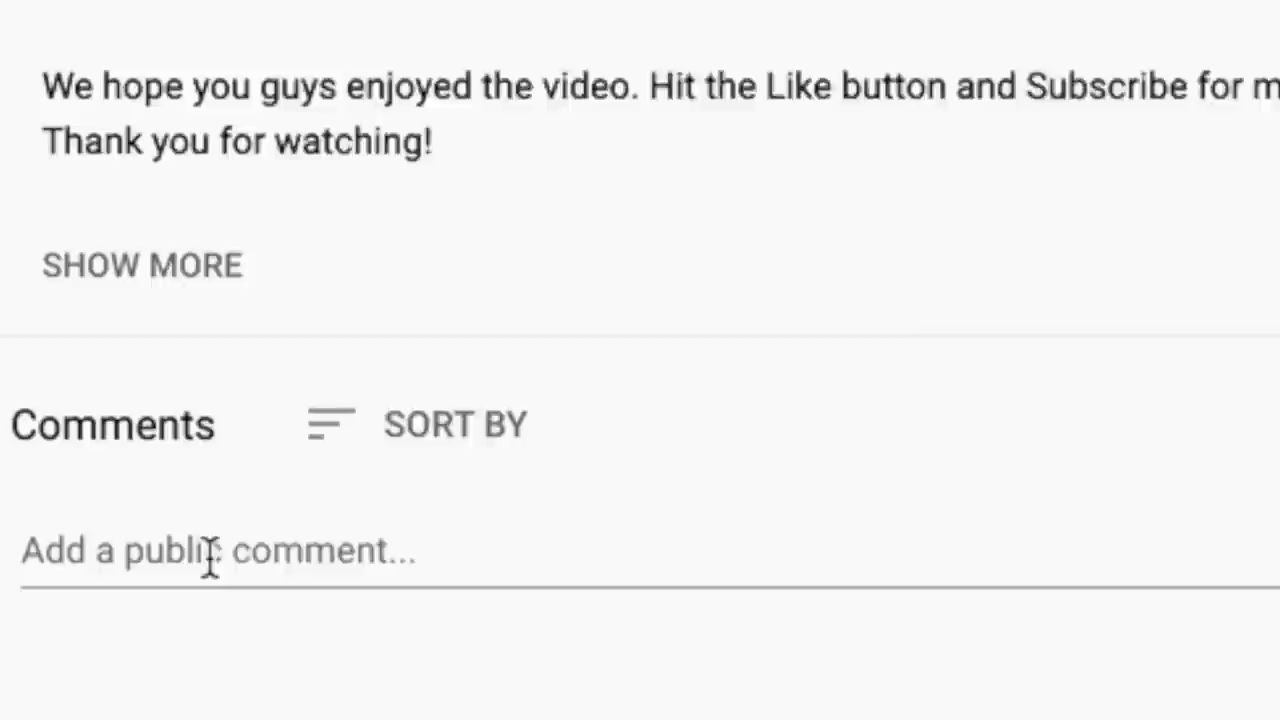 We hope you guys enjoyed the video. Hit the Like button and Subscribe for
Thank you for watching!
SHOW MORE
Comments
SORT BY
Add a public comment...